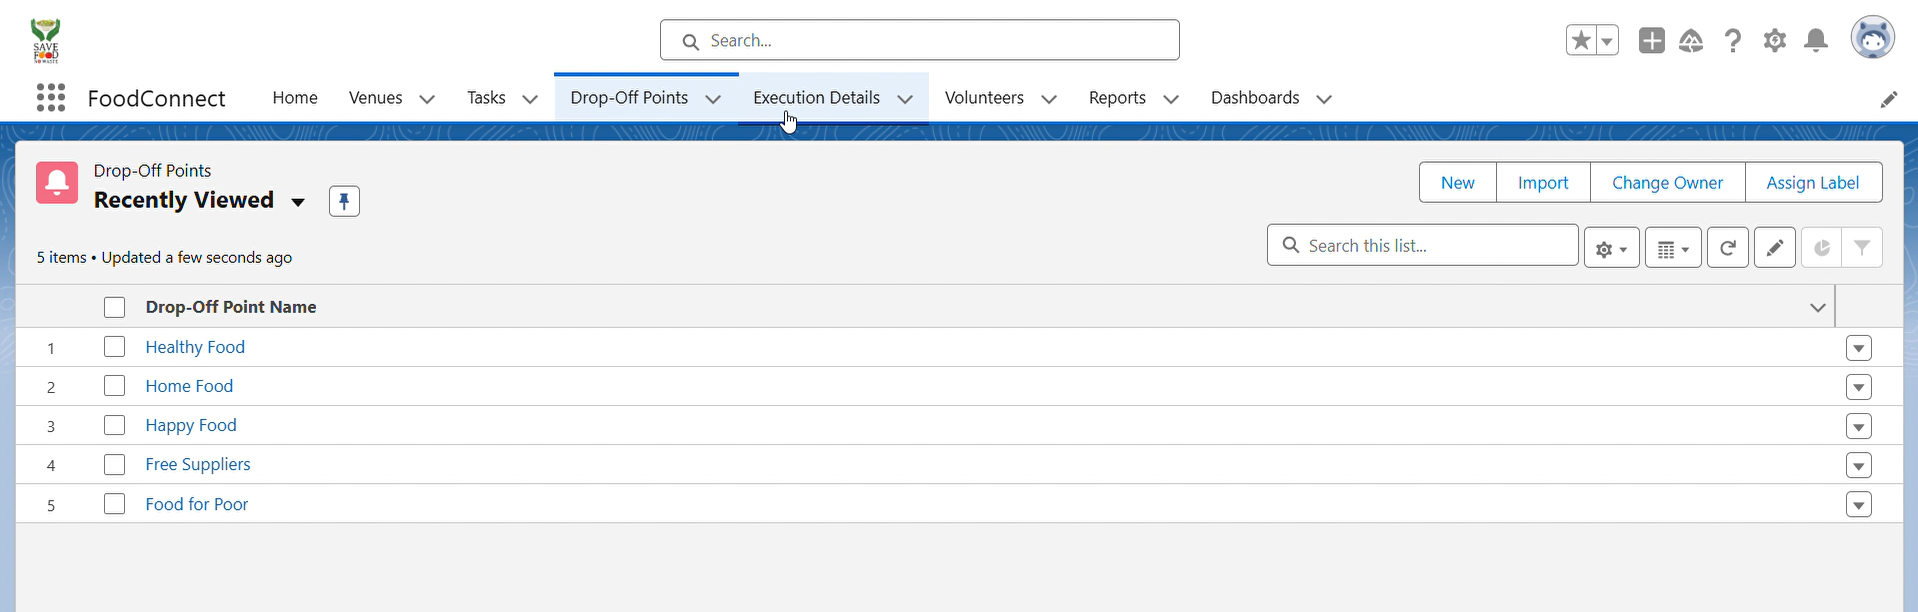 SAVE
FOOD
NO WASTE
Search...
FoodConnect
Home
Venues
Tasks
Drop-Off Points
Execution Details
Volunteers
Reports
Dashboards
Drop-Off Points
Recently Viewed
New
Import
Change Owner
Assign Label
5 items • Updated a few seconds ago
Search this list...
Drop-Off Point Name
1 Healthy Food
2 Home Food
3 Happy Food
4 Free Suppliers
5 Food for Poor